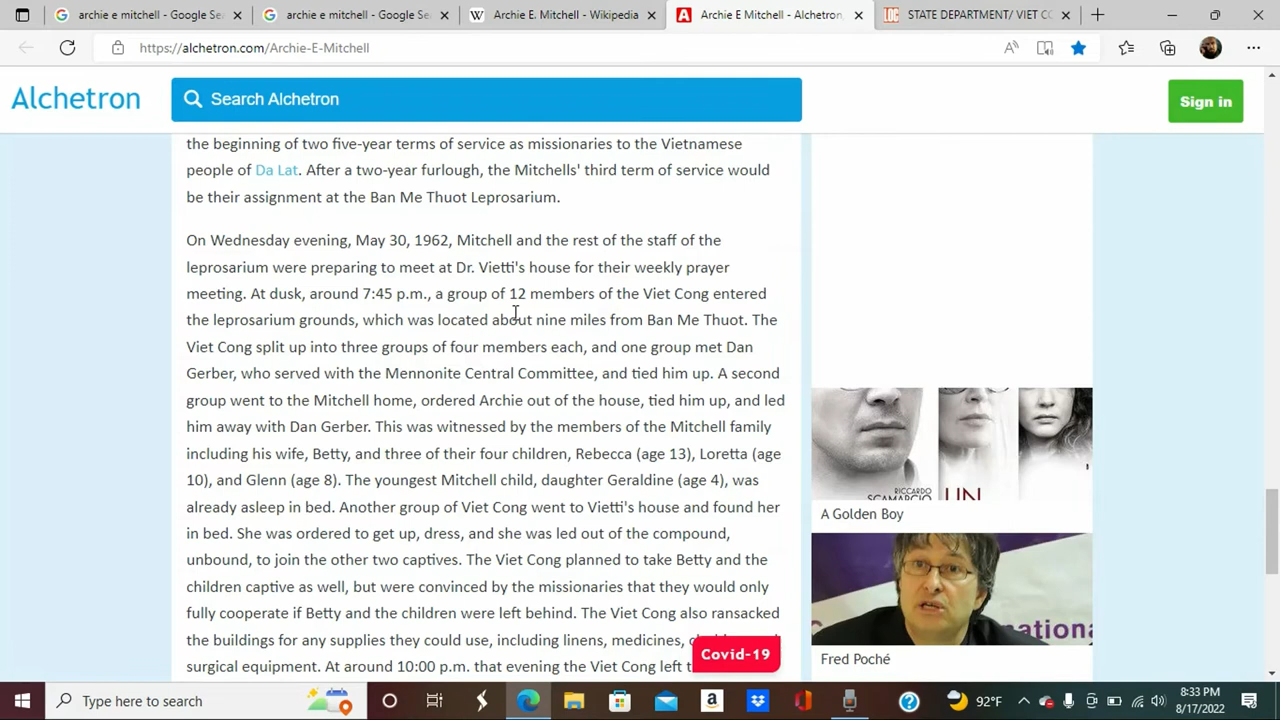 archie e mitchell - Google Se
archie e mitchell - Google Se
Archie E. Mitchell - Wikipedia
Archie E Mitchell - Alchetron,
STATE DEPARTMENT/ VIET CO
https://alchetron.com/Archie-E-Mitchell
Alchetron
Search Alchetron
Sign in
the beginning of two five-year terms of service as missionaries to the Vietnamese
people of Da Lat. After a two-year furlough, the Mitchells' third term of service would
be their assignment at the Ban Me Thuot Leprosarium.
On Wednesday evening, May 30, 1962, Mitchell and the rest of the staff of the
leprosarium were preparing to meet at Dr. Vietti's house for their weekly prayer
meeting. At dusk, around 7:45 p.m., a group of 12 members of the Viet Cong entered
the leprosarium grounds, which was located about nine miles from Ban Me Thuot. The
Viet Cong split up into three groups of four members each, and one group met Dan
Gerber, who served with the Mennonite Central Committee, and tied him up. A second
group went to the Mitchell home, ordered Archie out of the house, tied him up, and led
him away with Dan Gerber. This was witnessed by the members of the Mitchell family
including his wife, Betty, and three of their four children, Rebecca (age 13), Loretta (age
10), and Glenn (age 8). The youngest Mitchell child, daughter Geraldine (age 4), was
already asleep in bed. Another group of Viet Cong went to Vietti's house and found her
in bed. She was ordered to get up, dress, and she was led out of the compound,
unbound, to join the other two captives. The Viet Cong planned to take Betty and the
children captive as well, but were convinced by the missionaries that they would only
fully cooperate if Betty and the children were left behind. The Viet Cong also ransacked
the buildings for any supplies they could use, including linens, medicines,
surgical equipment. At around 10:00 p.m. that evening the Viet Cong left
Covid-19
RICCARDO
SCAMARCIO
UN
A Golden Boy
nationa
Fred Poché
Type here to search
92°F
8:33 PM
8/17/2022